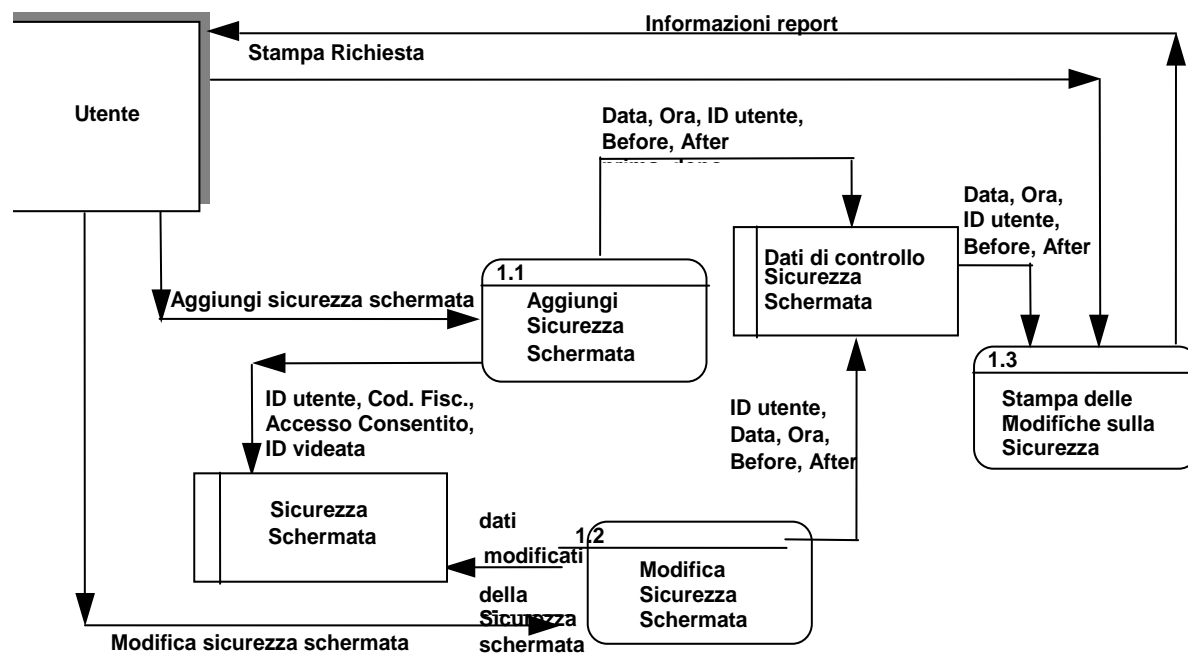 Informazioni report
Stampa Richiesta
Utente
Data, Ora, ID utente,
Before, After
Data, Ora,
ID utente,
Before, After
Dati di controllo
Sicurezza
Schermata
1.1
Aggiungi
Sicurezza
Schermata
Aggiungi sicurezza schermata
1.3
Stampa delle
Modifiche sulla
Sicurezza
ID utente, Cod. Fisc.,
Accesso Consentito,
ID videata
ID utente,
Data, Ora,
Before, After
Sicurezza
Schermata
dati
modificati
della
Sicurezza
schermata
1.2
Modifica
Sicurezza
Schermata
Modifica sicurezza schermata